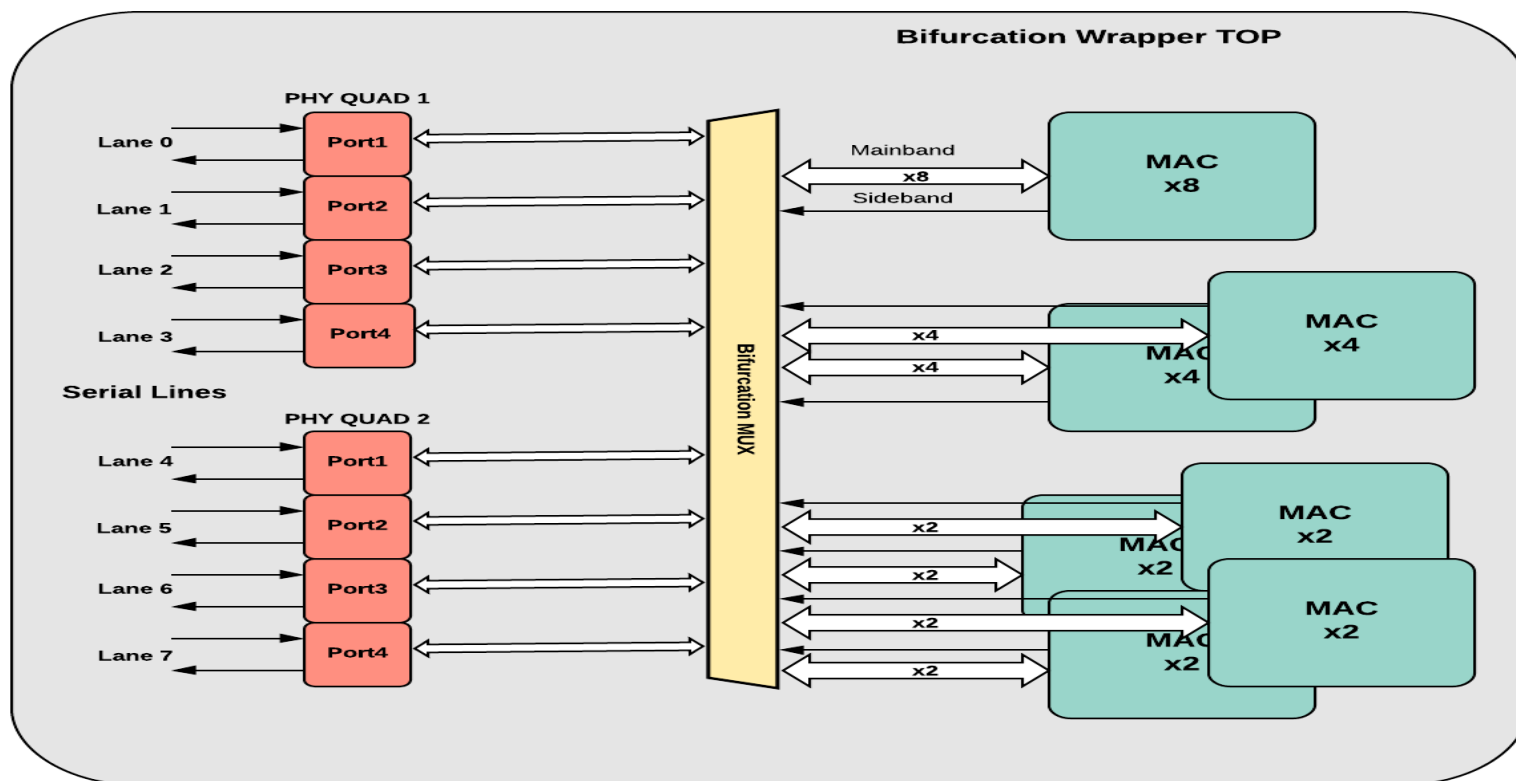 Bifurcation Wrapper TOP
PHY QUAD 1
Lane 0
Port1
Lane 1
Port2
Lane 2
Port3
Lane 3
Port4
Serial Lines
PHY QUAD 2
Lane 4
Port1
Lane 5
Port2
Lane 6
Port3
Lane 7
Port4
Bifurcation MUX
Mainband
x8
Sideband
MAC
x8
x4
x4
MAC
x4
MAC
x4
x2
x2
x2
x2
MAC
x2
MAC
x2
MAC
x2
MAC
x2